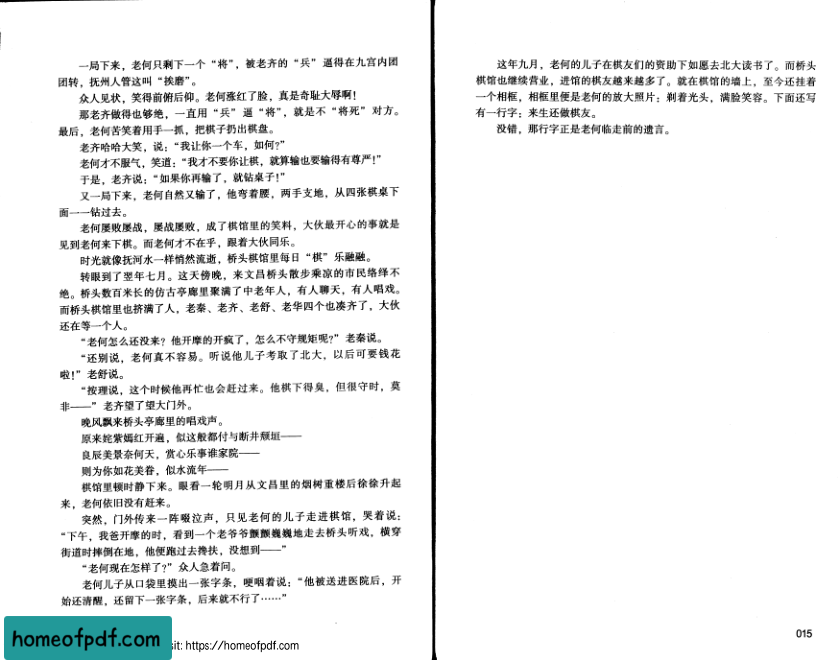 一局下来，老何只剩下一个“将”，被老齐的“兵”逼得在九宫内团
团转，抚州人管这叫“挨磨”。
众人见状，笑得前俯后仰。老何涨红了脸，真是奇耻大辱啊！
那老齐做得也够绝，一直用“兵”逼“将”，就是不“将死”对方。
最后，老何苦笑着用手一抓，把棋子扔出棋盘。
老齐哈哈大笑，说：“我让你一个车，如何？”
老何才不服气，笑道：“我才不要你让棋，就算输也要输得有尊严！”
于是，老齐说：“如果你再输了，就钻桌子！”
又一局下来，老何自然又输了，他弯着腰，两手支地，从四张棋桌下
面一一钻过去。
老何屡败屡战，屡战屡败，成了棋馆里的笑料，大伙最开心的事就是
见到老何来下棋。而老何才不在乎，跟着大伙同乐。
时光就像抚河水一样悄然流逝，桥头棋馆里每日“棋”乐融融。
转眼到了翌年七月。这天傍晚，来文昌桥头散步乘凉的市民络绎不
绝。桥头数百米长的仿古亭廊里聚满了中老年人，有人聊天，有人唱戏。
而桥头棋馆里也挤满了人，老秦、老齐、老舒、老华四个也凑齐了，大伙
还在等一个人。
“老何怎么还没来？他开摩的开疯了，怎么不守规矩呢？”老秦说。
“还别说，老何真不容易。听说他儿子考取了北大，以后可要钱花
啦！”老舒说。
“按理说，这个时候他再忙也会赶过来。他棋下得臭，但很守时，莫
非——”老齐望了望大门外。
晚风飘来桥头亭廊里的唱戏声。
原来姹紫嫣红开遍，似这般都付与断井颓垣——
良辰美景奈何天，赏心乐事谁家院——
则为你如花美眷，似水流年——
棋馆里顿时静下来。眼看一轮明月从文昌里的烟树重楼后徐徐升起
来，老何依旧没有赶来。
突然，门外传来一阵啜泣声，只见老何的儿子走进棋馆，哭着说：
“下午，我爸开摩的时，看到一个老爷爷颤颤巍巍地走去桥头听戏，横穿
街道时摔倒在地，他便跑过去搀扶，没想到——”
“老何现在怎样了？”众人急着问。
老何儿子从口袋里摸出一张字条，哽咽着说：“他被送进医院后，开
始还清醒，还留下一张字条，后来就不行了……”
homeofpdf.com
sit: https://homeofpdf.com
这年九月，老何的儿子在棋友们的资助下如愿去北大读书了。而桥头
棋馆也继续营业，进馆的棋友越来越多了。就在棋馆的墙上，至今还挂着
一个相框，相框里便是老何的放大照片：剃着光头，满脸笑容。下面还写
有一行字：来生还做棋友。
没错，那行字正是老何临走前的遗言。
015